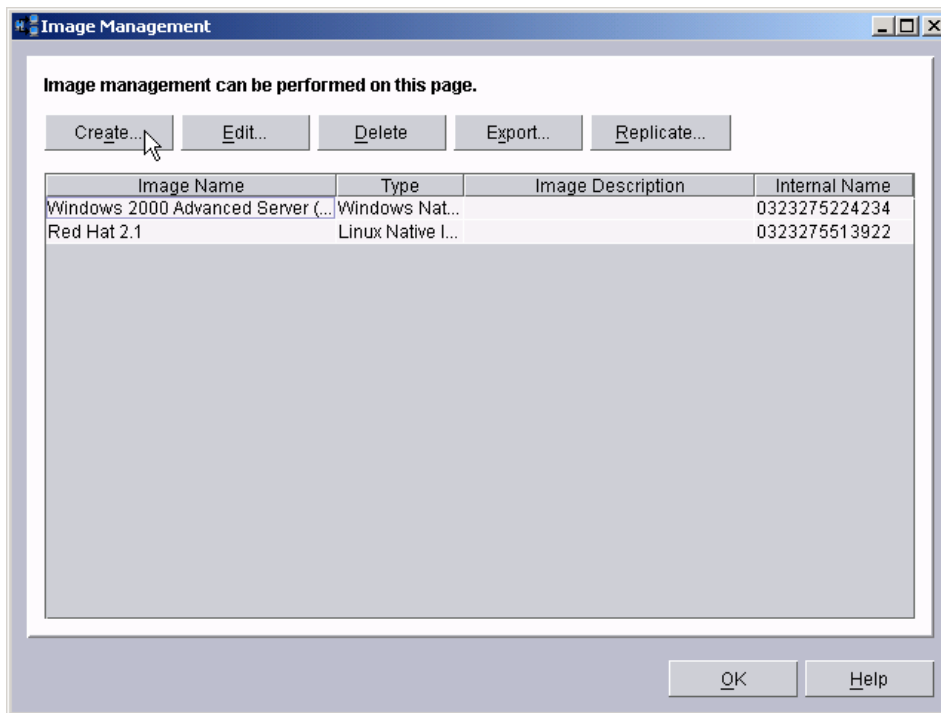 Image Management
Image management can be performed on this page.
Create... Edit... Delete Export... Replicate...
Image Name Type Image Description Internal Name
Windows 2000 Advanced Server (... Windows Nat... 0323275224234
Red Hat 2.1 Linux Native I... 0323275513922
OK Help